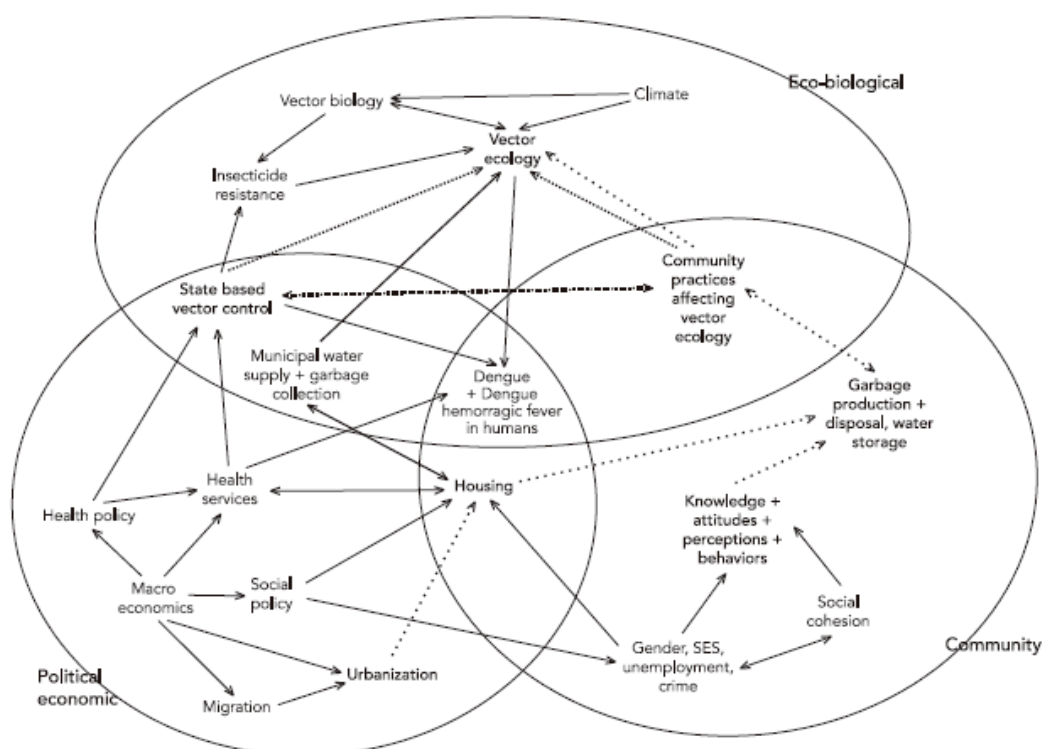 Eco-biological
Vector biology
Climate
Vector
ecology
Insecticide
resistance
State based
vector control
Community
practices
affecting
vector
ecology
Municipal water
supply + garbage
collection
Dengue
+ Dengue
hemorragic fever
in humans
Garbage
production +
disposal, water
storage
Health
services
Housing
Health policy
Knowledge +
attitudes +
perceptions +
behaviors
Macro
economics
Social
policy
Social
cohesion
Gender, SES,
unemployment,
crime
Community
Political
economic
Urbanization
Migration